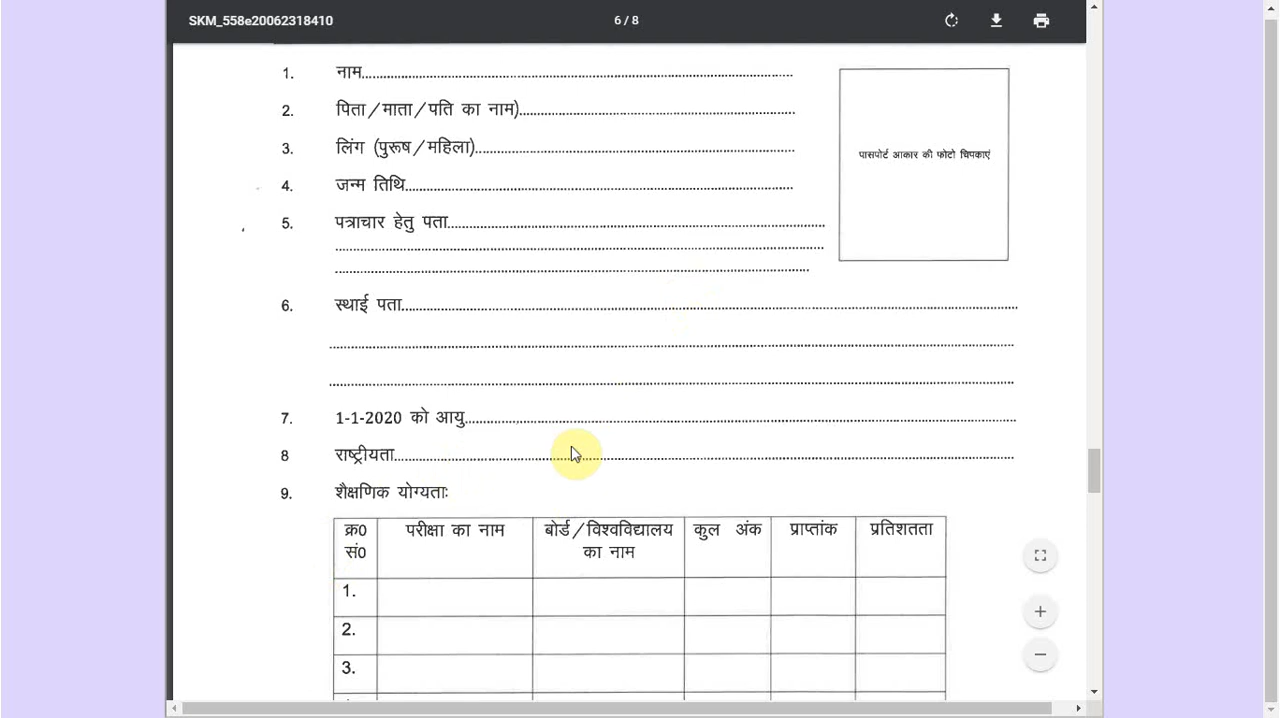 SKM_558e20062318410
6 / 8
1. नाम
2. पिता/माता/पति का नाम)
3. लिंग (पुरूष/महिला)
4. जन्म तिथि
5. पत्राचार हेतु पता
पासपोर्ट आकार की फोटो चिपकाएं
6. स्थाई पता
7. 1-1-2020 को आयु
8 राष्ट्रीयता
9. शैक्षणिक योग्यताः
क्र0 सं0 परीक्षा का नाम बोर्ड/विश्वविद्यालय का नाम कुल अंक प्राप्तांक प्रतिशतता
1.
2.
3.